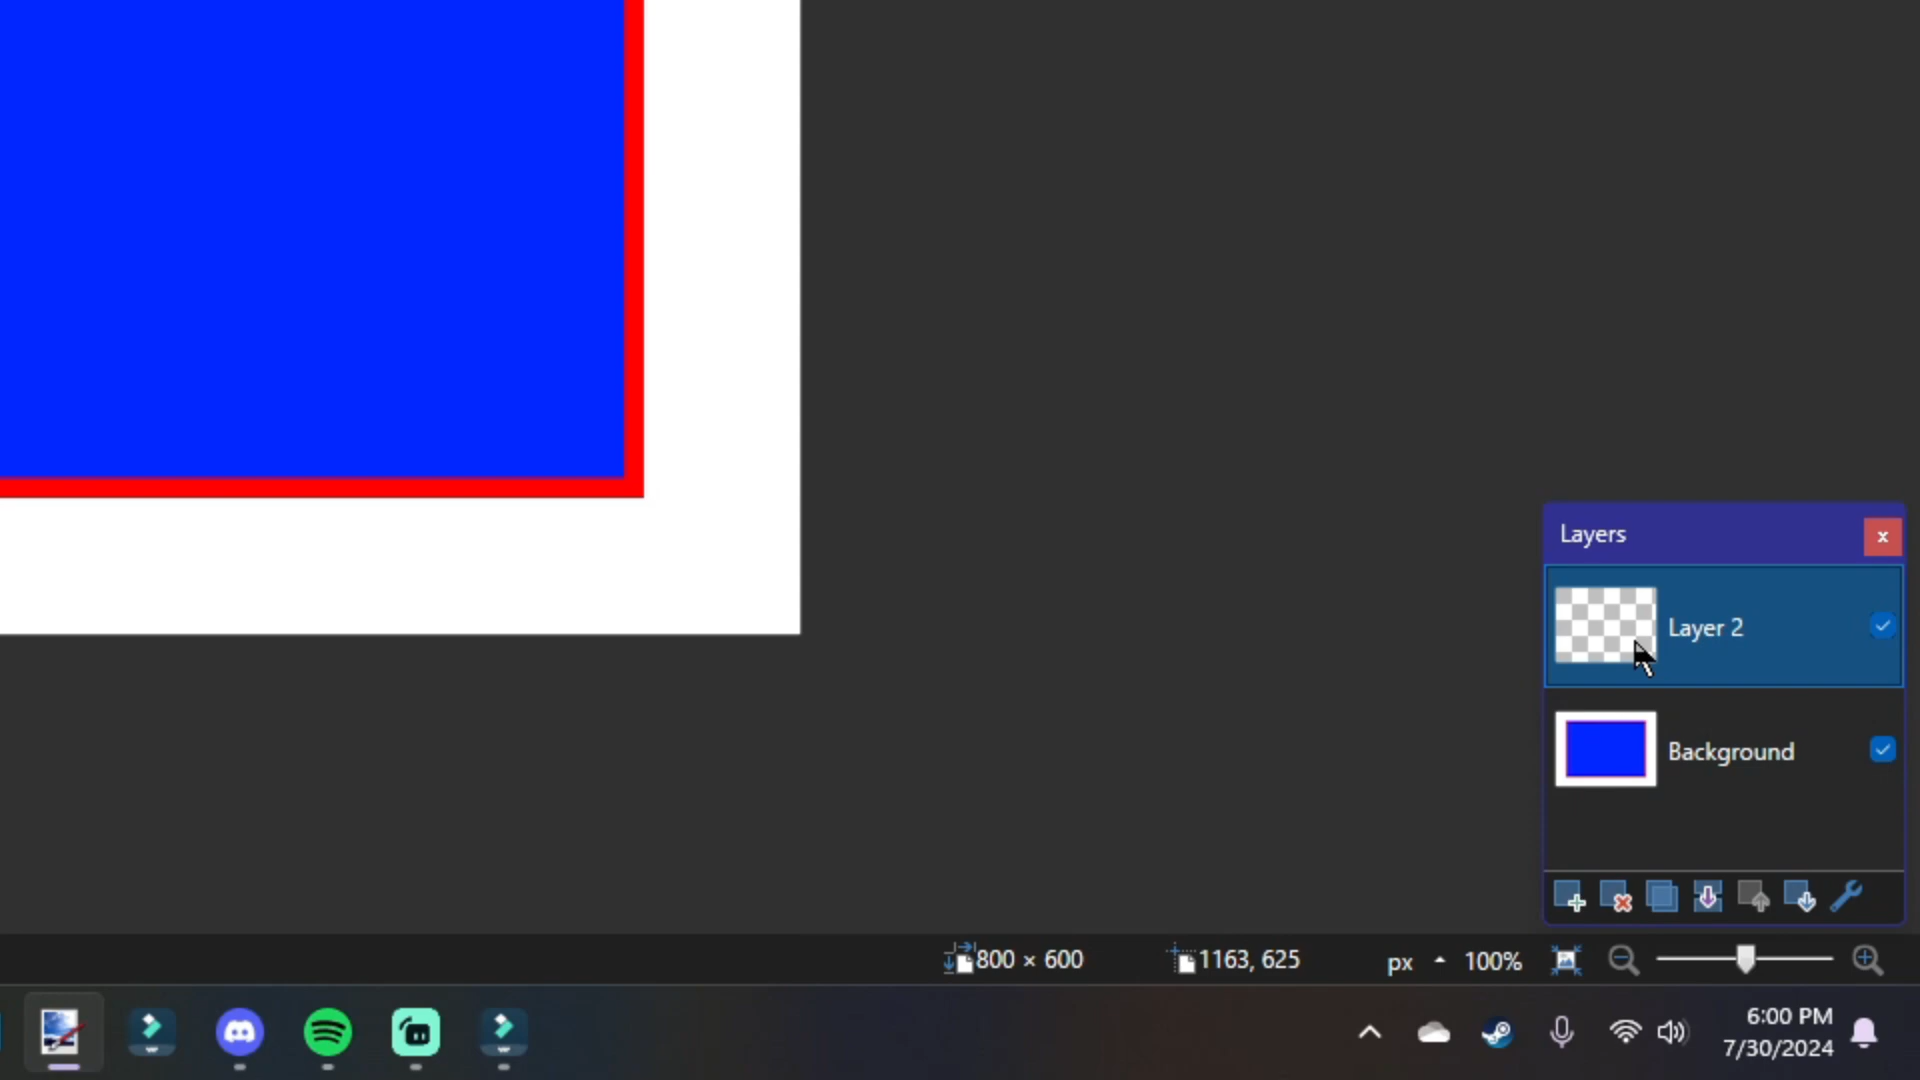 Layers
x
Layer 2
Background
800 × 600
1163, 625
px
100%
6:00 PM
7/30/2024